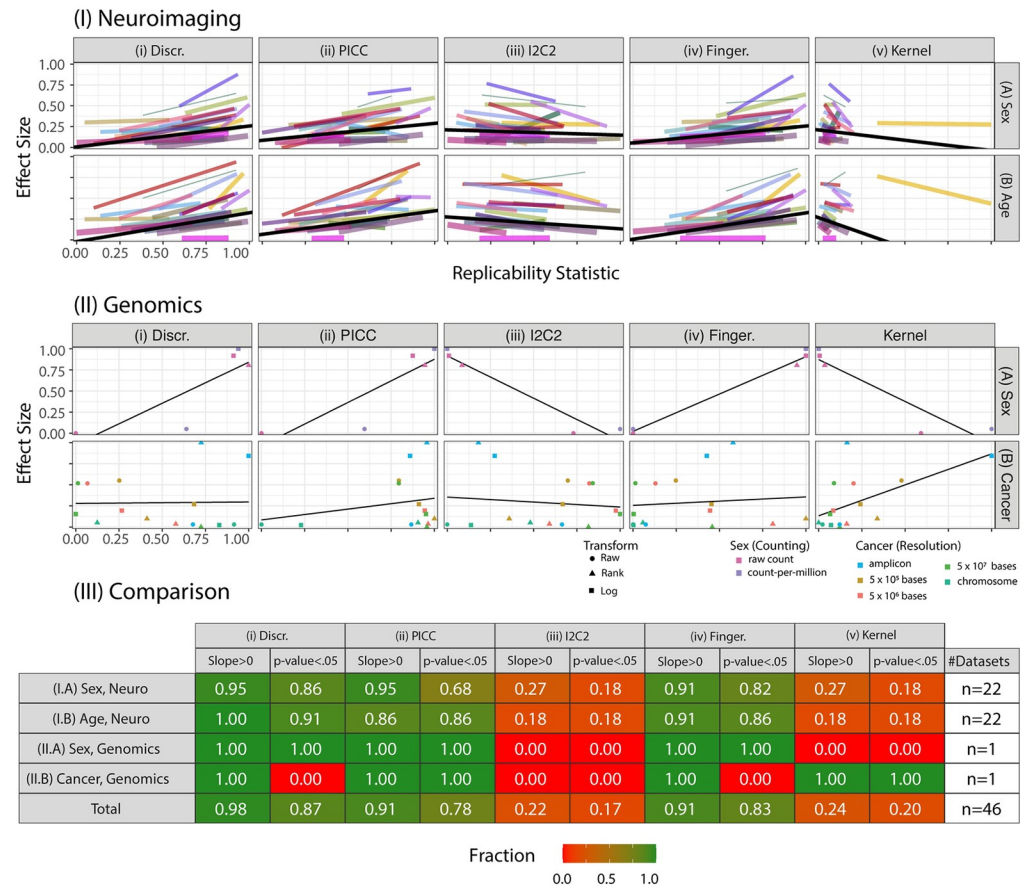 (I) Neuroimaging
(i) Discr. (ii) PICC (iii) I2C2 (iv) Finger. (v) Kernel
1.00
0.75
0.50
0.25
0.00
Effect Size
(A) Sex
(B) Age
0.00 0.25 0.50 0.75 1.00
Replicability Statistic
(II) Genomics
(i) Discr. (ii) PICC (iii) I2C2 (iv) Finger. Kernel
1.00
0.75
0.50
0.25
0.00
Effect Size
(A) Sex
(B) Cancer
0.00 0.25 0.50 0.75 1.00
Transform
Raw
Rank
Log
Sex (Counting)
raw count
count-per-million
Cancer (Resolution)
amplicon
5 x 10⁵ bases
5 x 10⁶ bases
5 x 10⁷ bases
chromosome
(III) Comparison
(i) Discr. (ii) PICC (iii) I2C2 (iv) Finger. (v) Kernel
Slope>0 p-value<.05 Slope>0 p-value<.05 Slope>0 p-value<.05 Slope>0 p-value<.05 Slope>0 p-value<.05 #Datasets
(I.A) Sex, Neuro 0.95 0.86 0.95 0.68 0.27 0.18 0.91 0.82 0.27 0.18 n=22
(I.B) Age, Neuro 1.00 0.91 0.86 0.86 0.18 0.18 0.91 0.86 0.18 0.18 n=22
(II.A) Sex, Genomics 1.00 1.00 1.00 1.00 0.00 0.00 1.00 1.00 0.00 0.00 n=1
(II.B) Cancer, Genomics 1.00 0.00 1.00 1.00 0.00 0.00 1.00 0.00 1.00 1.00 n=1
Total 0.98 0.87 0.91 0.78 0.22 0.17 0.91 0.83 0.24 0.20 n=46
Fraction
0.0 0.5 1.0